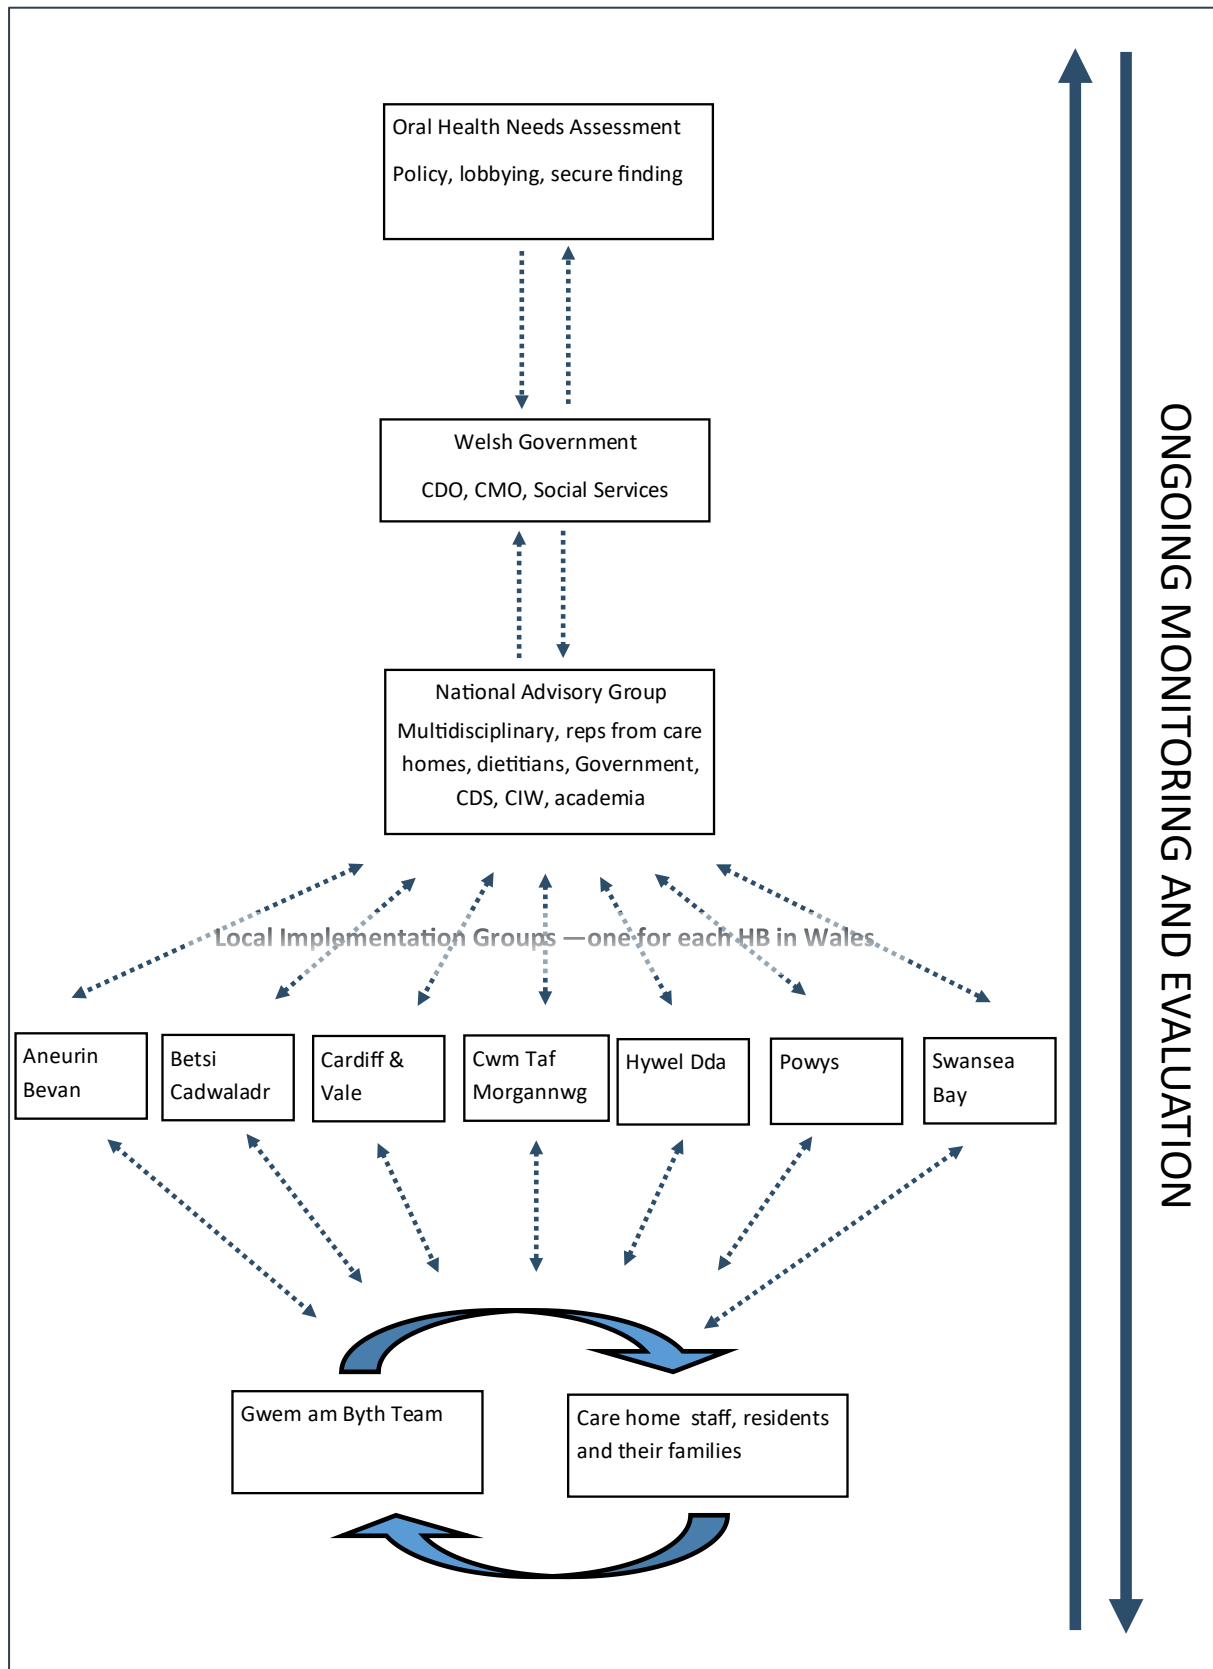 Oral Health Needs Assessment
Policy, lobbying, secure finding
Welsh Government
CDO, CMO, Social Services
National Advisory Group
Multidisciplinary, reps from care
homes, dietitians, Government,
CDS, CIW, academia
Local Implementation Groups —one for each HB in Wales
Aneurin
Bevan
Betsi
Cadwaladr
Cardiff &
Vale
Cwm Taf
Morgannwg
Hywel Dda
Powys
Swansea
Bay
Gwem am Byth Team
Care home  staff, residents
and their families
ONGOING MONITORING AND EVALUATION